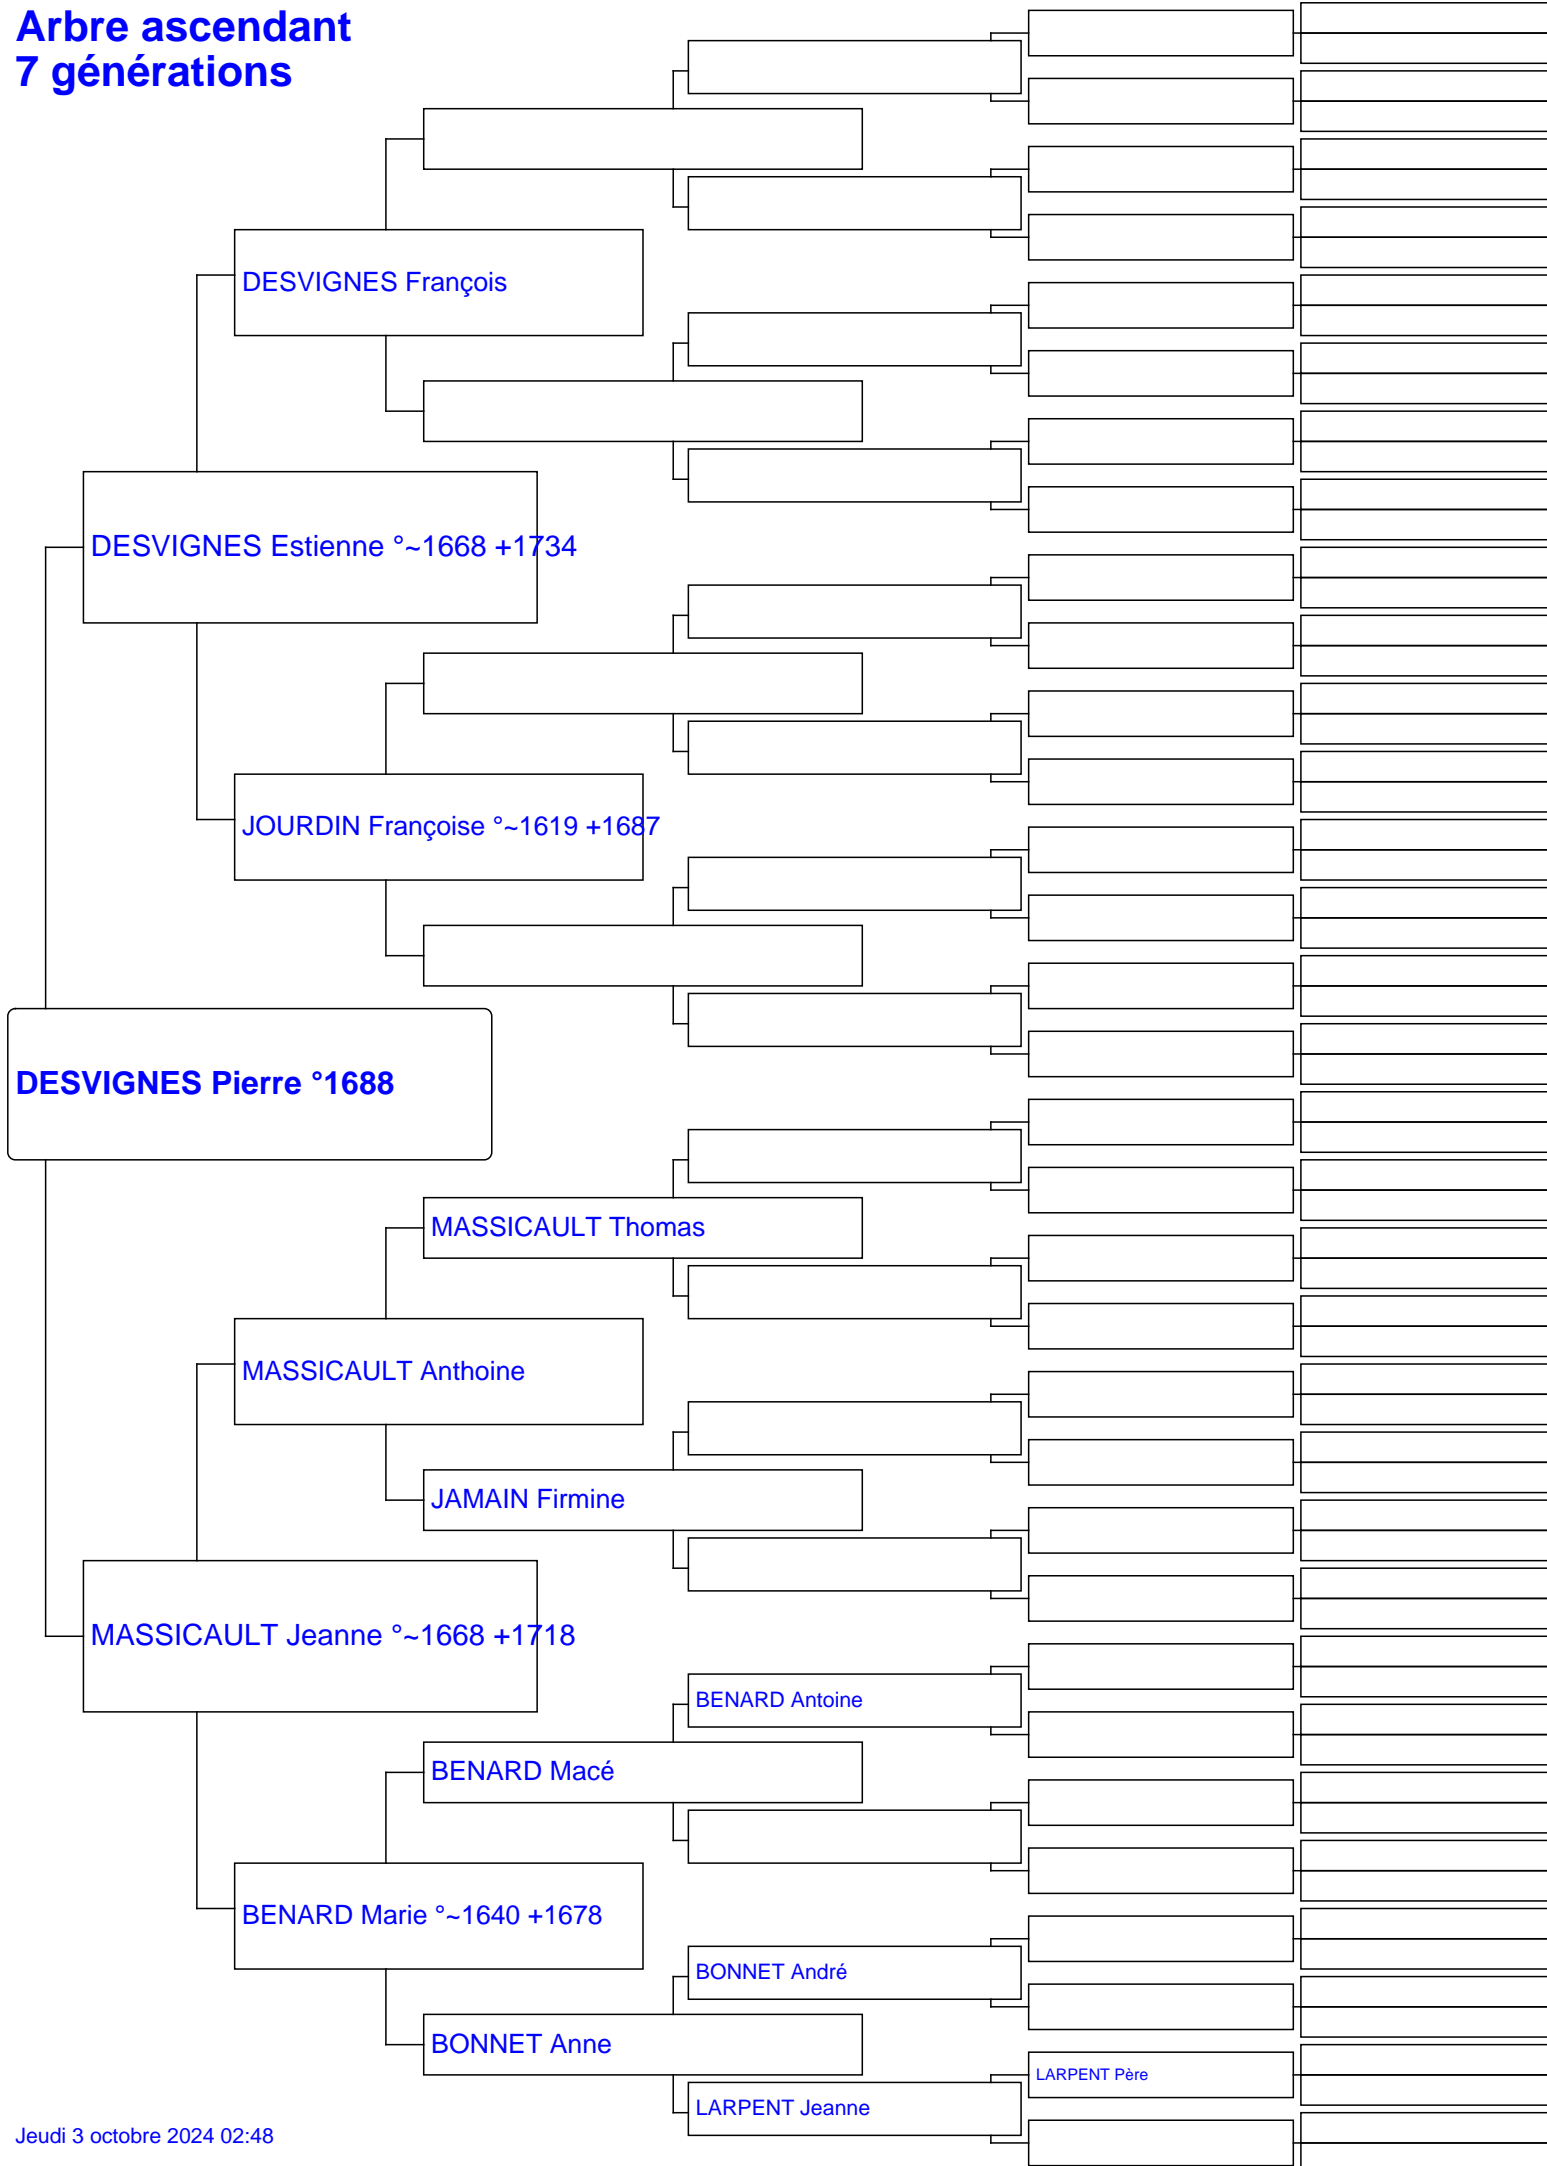 Arbre ascendant
7 générations
DESVIGNES François
DESVIGNES Estienne °~1668 +1734
JOURDIN Françoise °~1619 +1687
DESVIGNES Pierre °1688
MASSICAULT Thomas
MASSICAULT Anthoine
JAMAIN Firmine
MASSICAULT Jeanne °~1668 +1718
BENARD Antoine
BENARD Macé
BENARD Marie °~1640 +1678
BONNET André
BONNET Anne
LARPENT Père
LARPENT Jeanne
Jeudi 3 octobre 2024 02:48